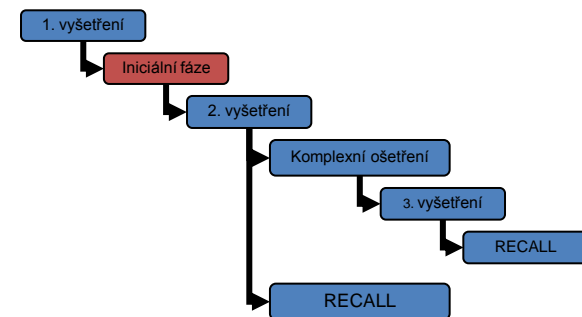 1. vyšetření
Iniciální fáze
2. vyšetření
Komplexní ošetření
3. vyšetření
RECALL
RECALL